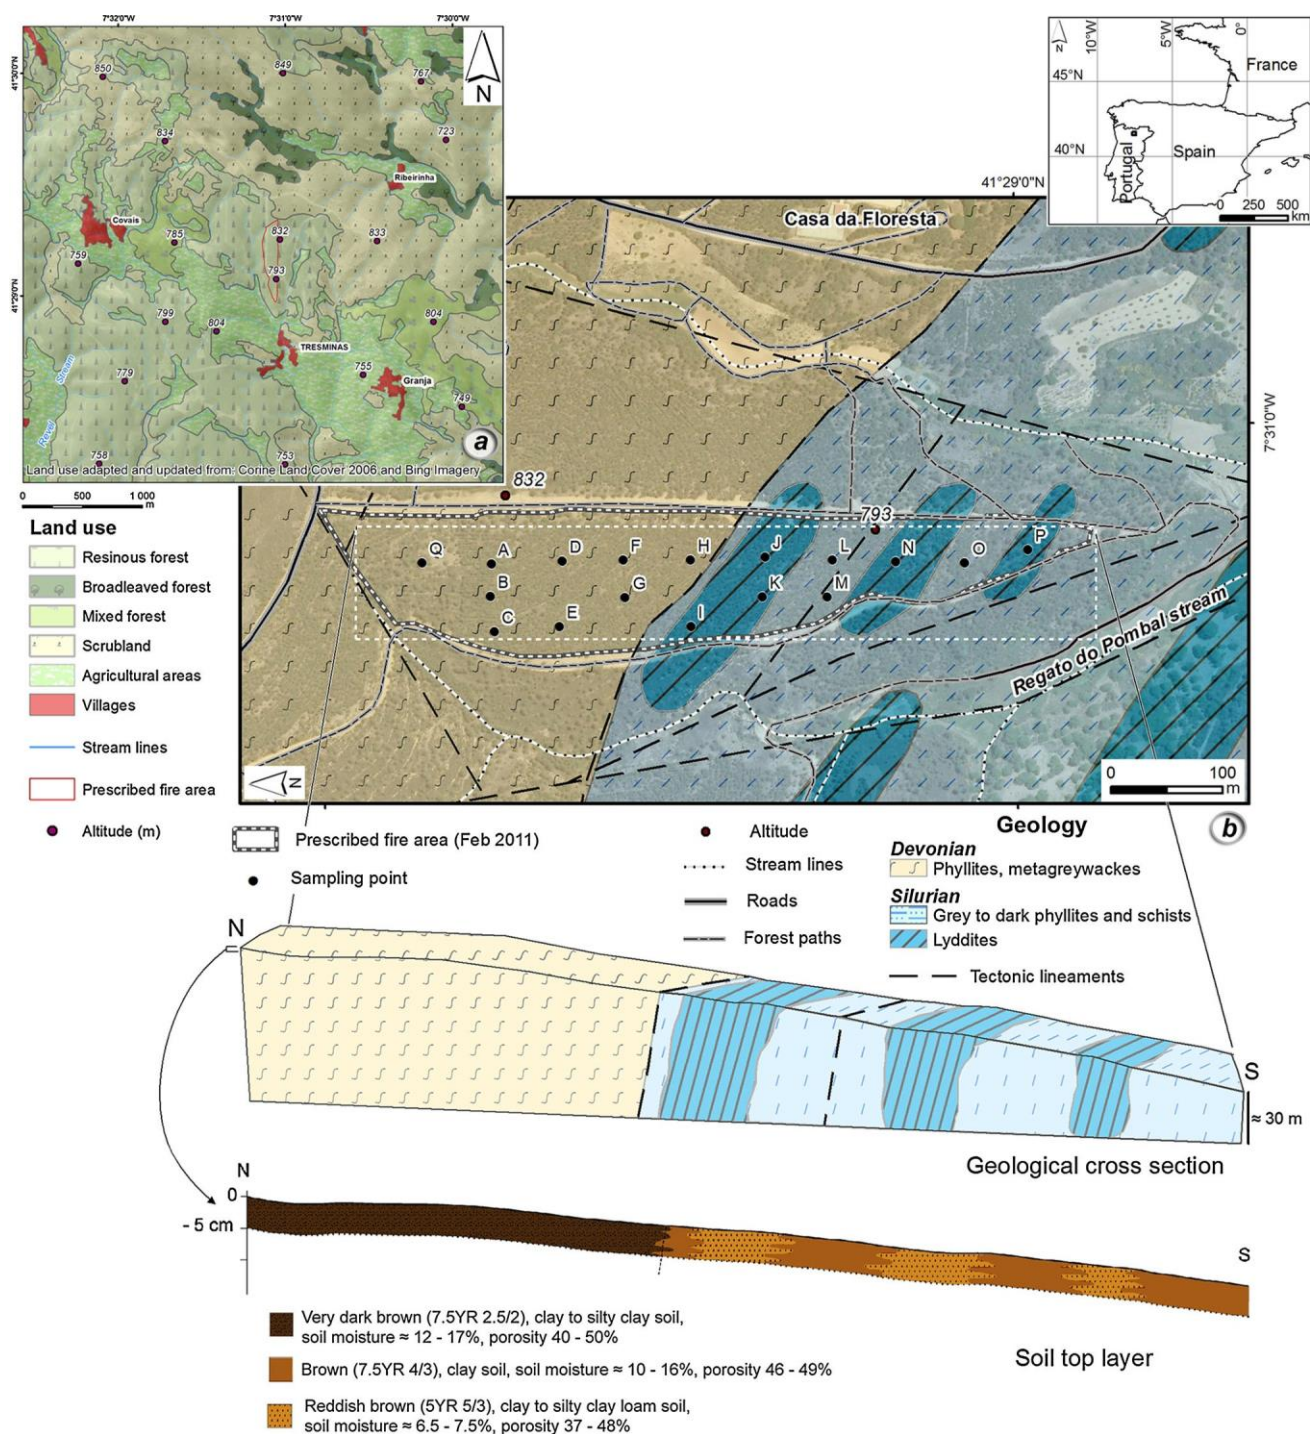 7°32'0"W
7°31'0"W
7°30'0"W
41°30'0"N
41°29'0"N
N
850
849
767
834
723
Ribeirinha
Covais
785
832
833
759
793
799
804
804
TRESMINAS
755
Granja
779
749
Stream
Revel
758
753
a
Land use adapted and updated from: Corine Land Cover 2006 and Bing Imagery
0 500 1 000
m
10°W
5°W
0°
N
45°N
40°N
France
Spain
Portugal
0 250 500
km
41°29'0"N
7°31'0"W
Casa da Floresta
832
793
Q
A
D
F
H
J
L
N
O
P
B
G
K
M
C
E
I
Regato do Pombal stream
N
0 100
m
b
Land use
Resinous forest
Broadleaved forest
Mixed forest
Scrubland
Agricultural areas
Villages
Stream lines
Prescribed fire area
Altitude (m)
Prescribed fire area (Feb 2011)
Sampling point
Altitude
Stream lines
Roads
Forest paths
Geology
Devonian
Phyllites, metagreywackes
Silurian
Grey to dark phyllites and schists
Lyddites
Tectonic lineaments
N
S
≈ 30 m
Geological cross section
N
0
- 5 cm
S
Very dark brown (7.5YR 2.5/2), clay to silty clay soil,
soil moisture ≈ 12 - 17%, porosity 40 - 50%
Brown (7.5YR 4/3), clay soil, soil moisture ≈ 10 - 16%, porosity 46 - 49%
Reddish brown (5YR 5/3), clay to silty clay loam soil,
soil moisture ≈ 6.5 - 7.5%, porosity 37 - 48%
Soil top layer